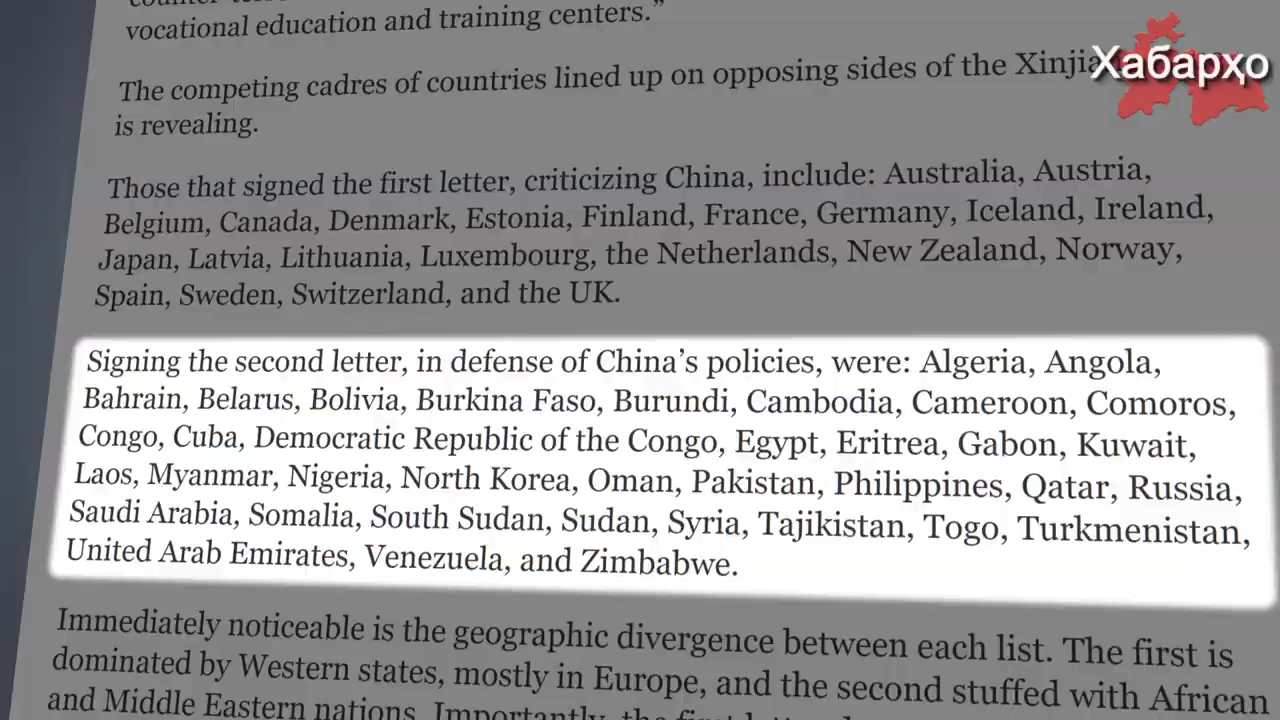 vocational education and training centers.”
The competing cadres of countries lined up on opposing sides of the
is revealing.
Those that signed the first letter, criticizing China, include: Australia, Austria,
Belgium, Canada, Denmark, Estonia, Finland, France, Germany, Iceland, Ireland,
Japan, Latvia, Lithuania, Luxembourg, the Netherlands, New Zealand, Norway,
Spain, Sweden, Switzerland, and the UK.
Signing the second letter, in defense of China’s policies, were: Algeria, Angola,
Bahrain, Belarus, Bolivia, Burkina Faso, Burundi, Cambodia, Cameroon, Comoros,
Congo, Cuba, Democratic Republic of the Congo, Egypt, Eritrea, Gabon, Kuwait,
Laos, Myanmar, Nigeria, North Korea, Oman, Pakistan, Philippines, Qatar, Russia,
Saudi Arabia, Somalia, South Sudan, Sudan, Syria, Tajikistan, Togo, Turkmenistan,
United Arab Emirates, Venezuela, and Zimbabwe.
Immediately noticeable is the geographic divergence between each list. The first is
dominated by Western states, mostly in Europe, and the second stuffed with African
and Middle Eastern nations. Importantly, the first
Хабарҳо